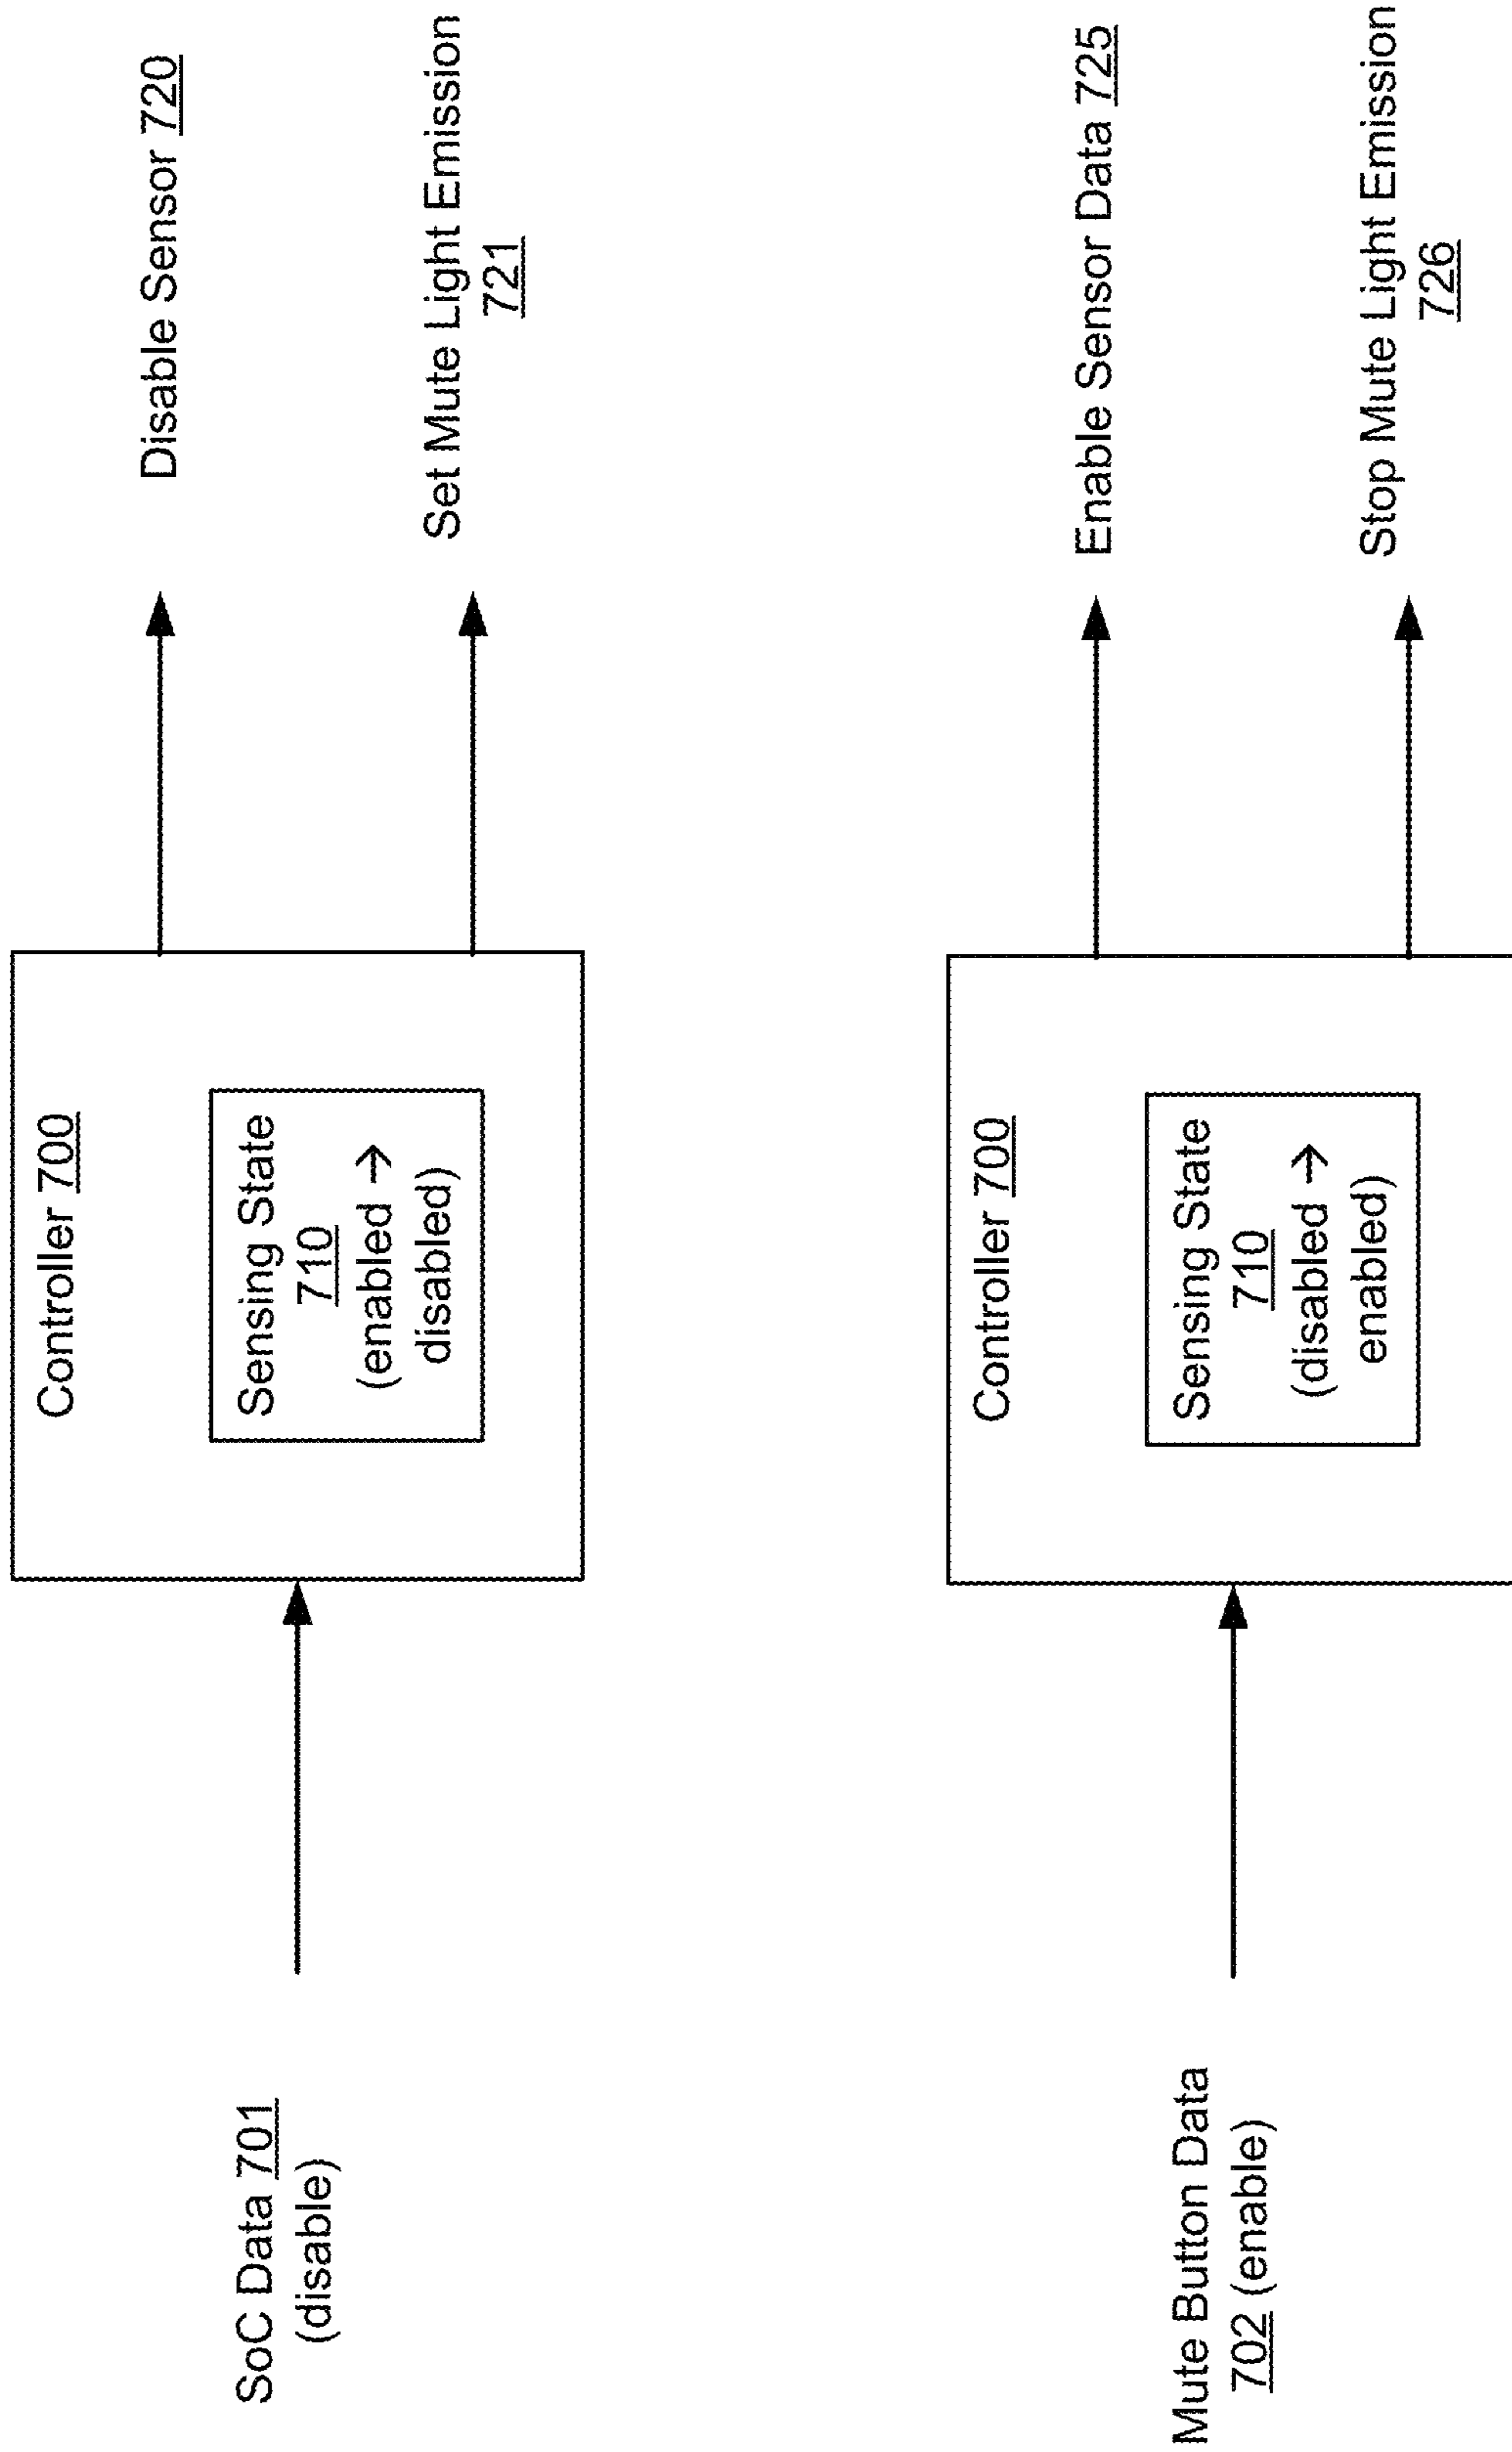 SoC Data 701
(disable)
Controller 700
Sensing State
710
(enabled →
disabled)
Disable Sensor 720
Set Mute Light Emission
721
Mute Button Data
702 (enable)
Controller 700
Sensing State
710
(disabled →
enabled)
Enable Sensor Data 725
Stop Mute Light Emission
726